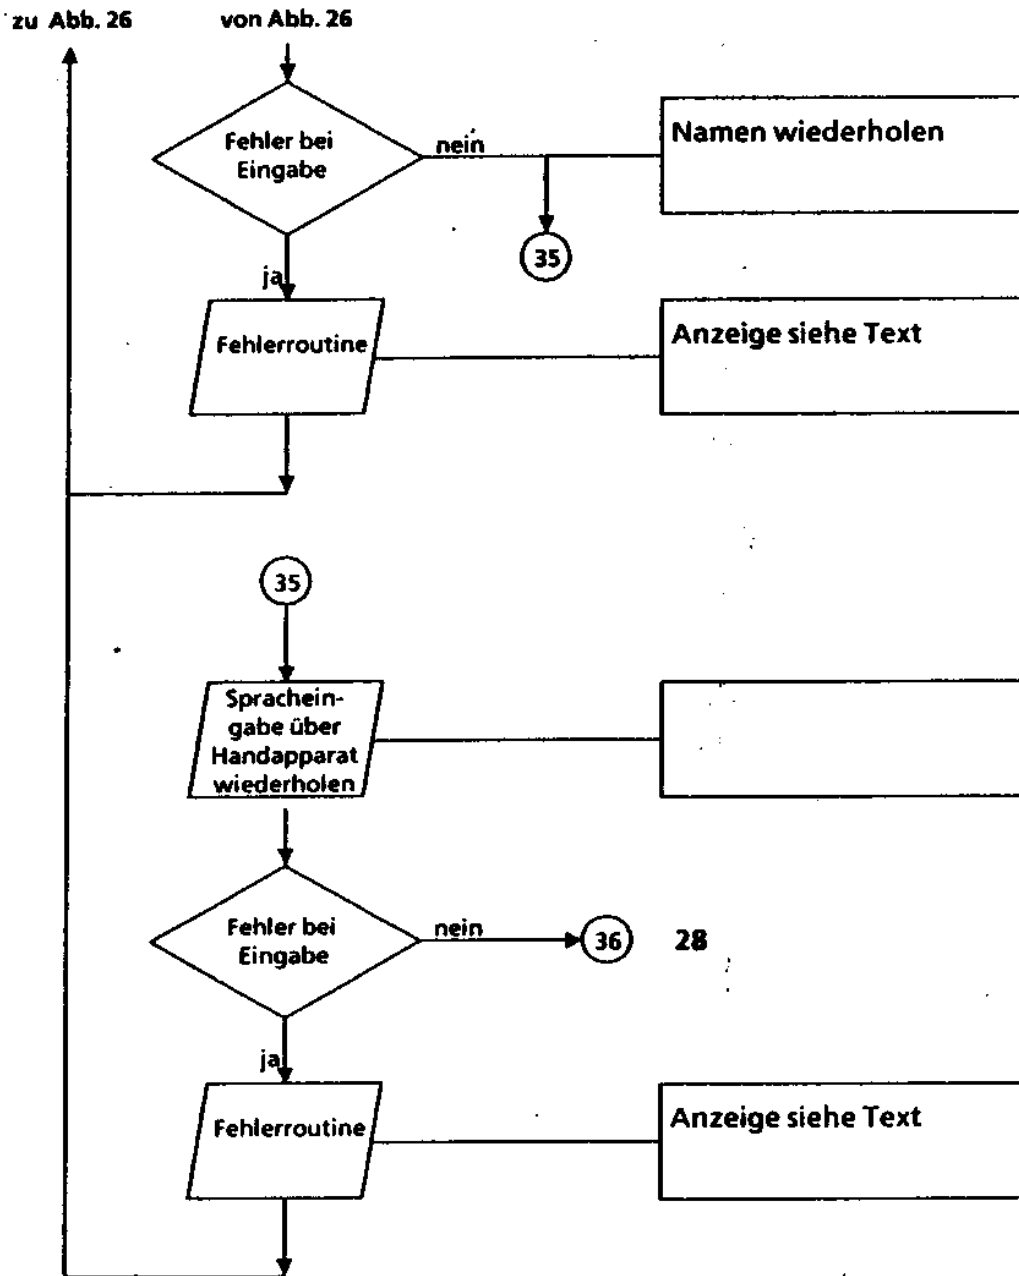 zu Abb. 26
von Abb. 26
Fehler bei
Eingabe
nein
Namen wiederholen
35
ja
Fehlerroutine
Anzeige siehe Text
35
Spracheín-
gabe über
Handapparat
wiederholen
Fehler bei
Eingabe
nein
36
28
ja
Fehlerroutine
Anzeige siehe Text